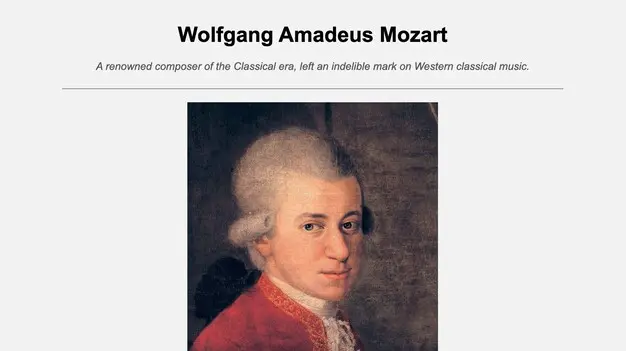 Wolfgang Amadeus Mozart
A renowned composer of the Classical era, left an indelible mark on Western classical music.